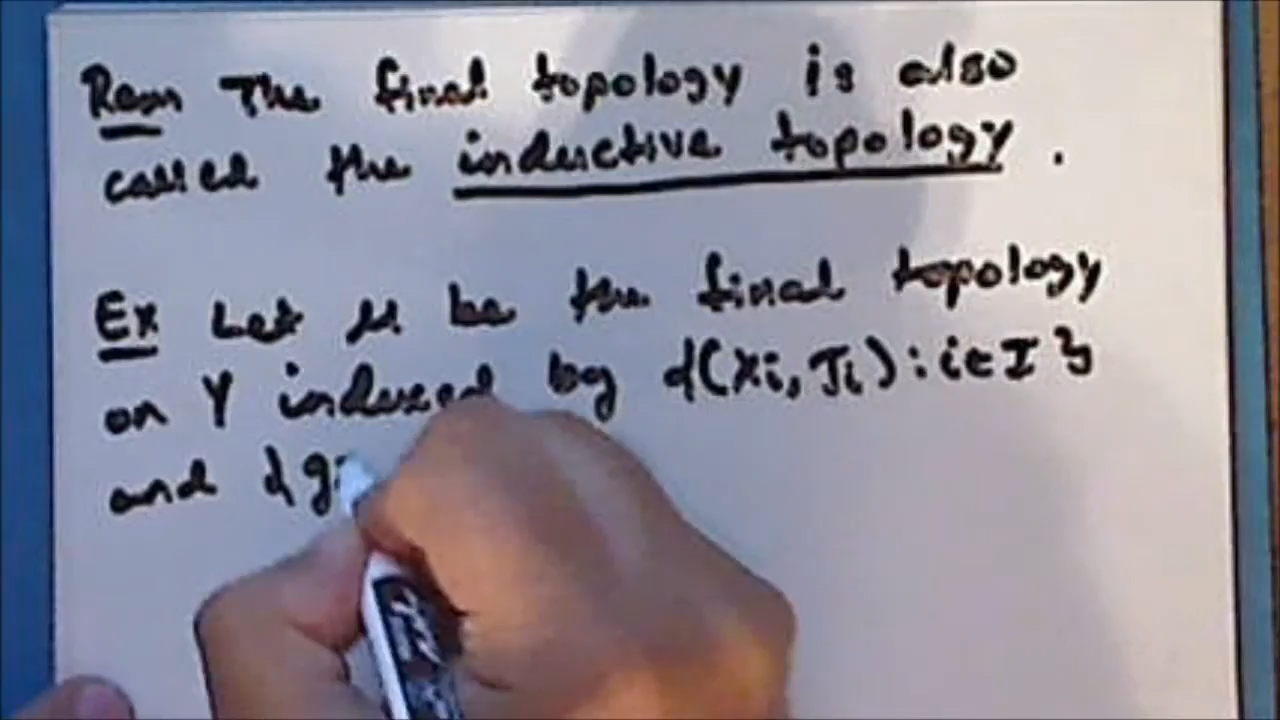 Rem The final topology is also
called the inductive topology.
Ex Let μ be the final topology
on Y induced by {(Xi, Ti) : i ∈ I}
and {gi